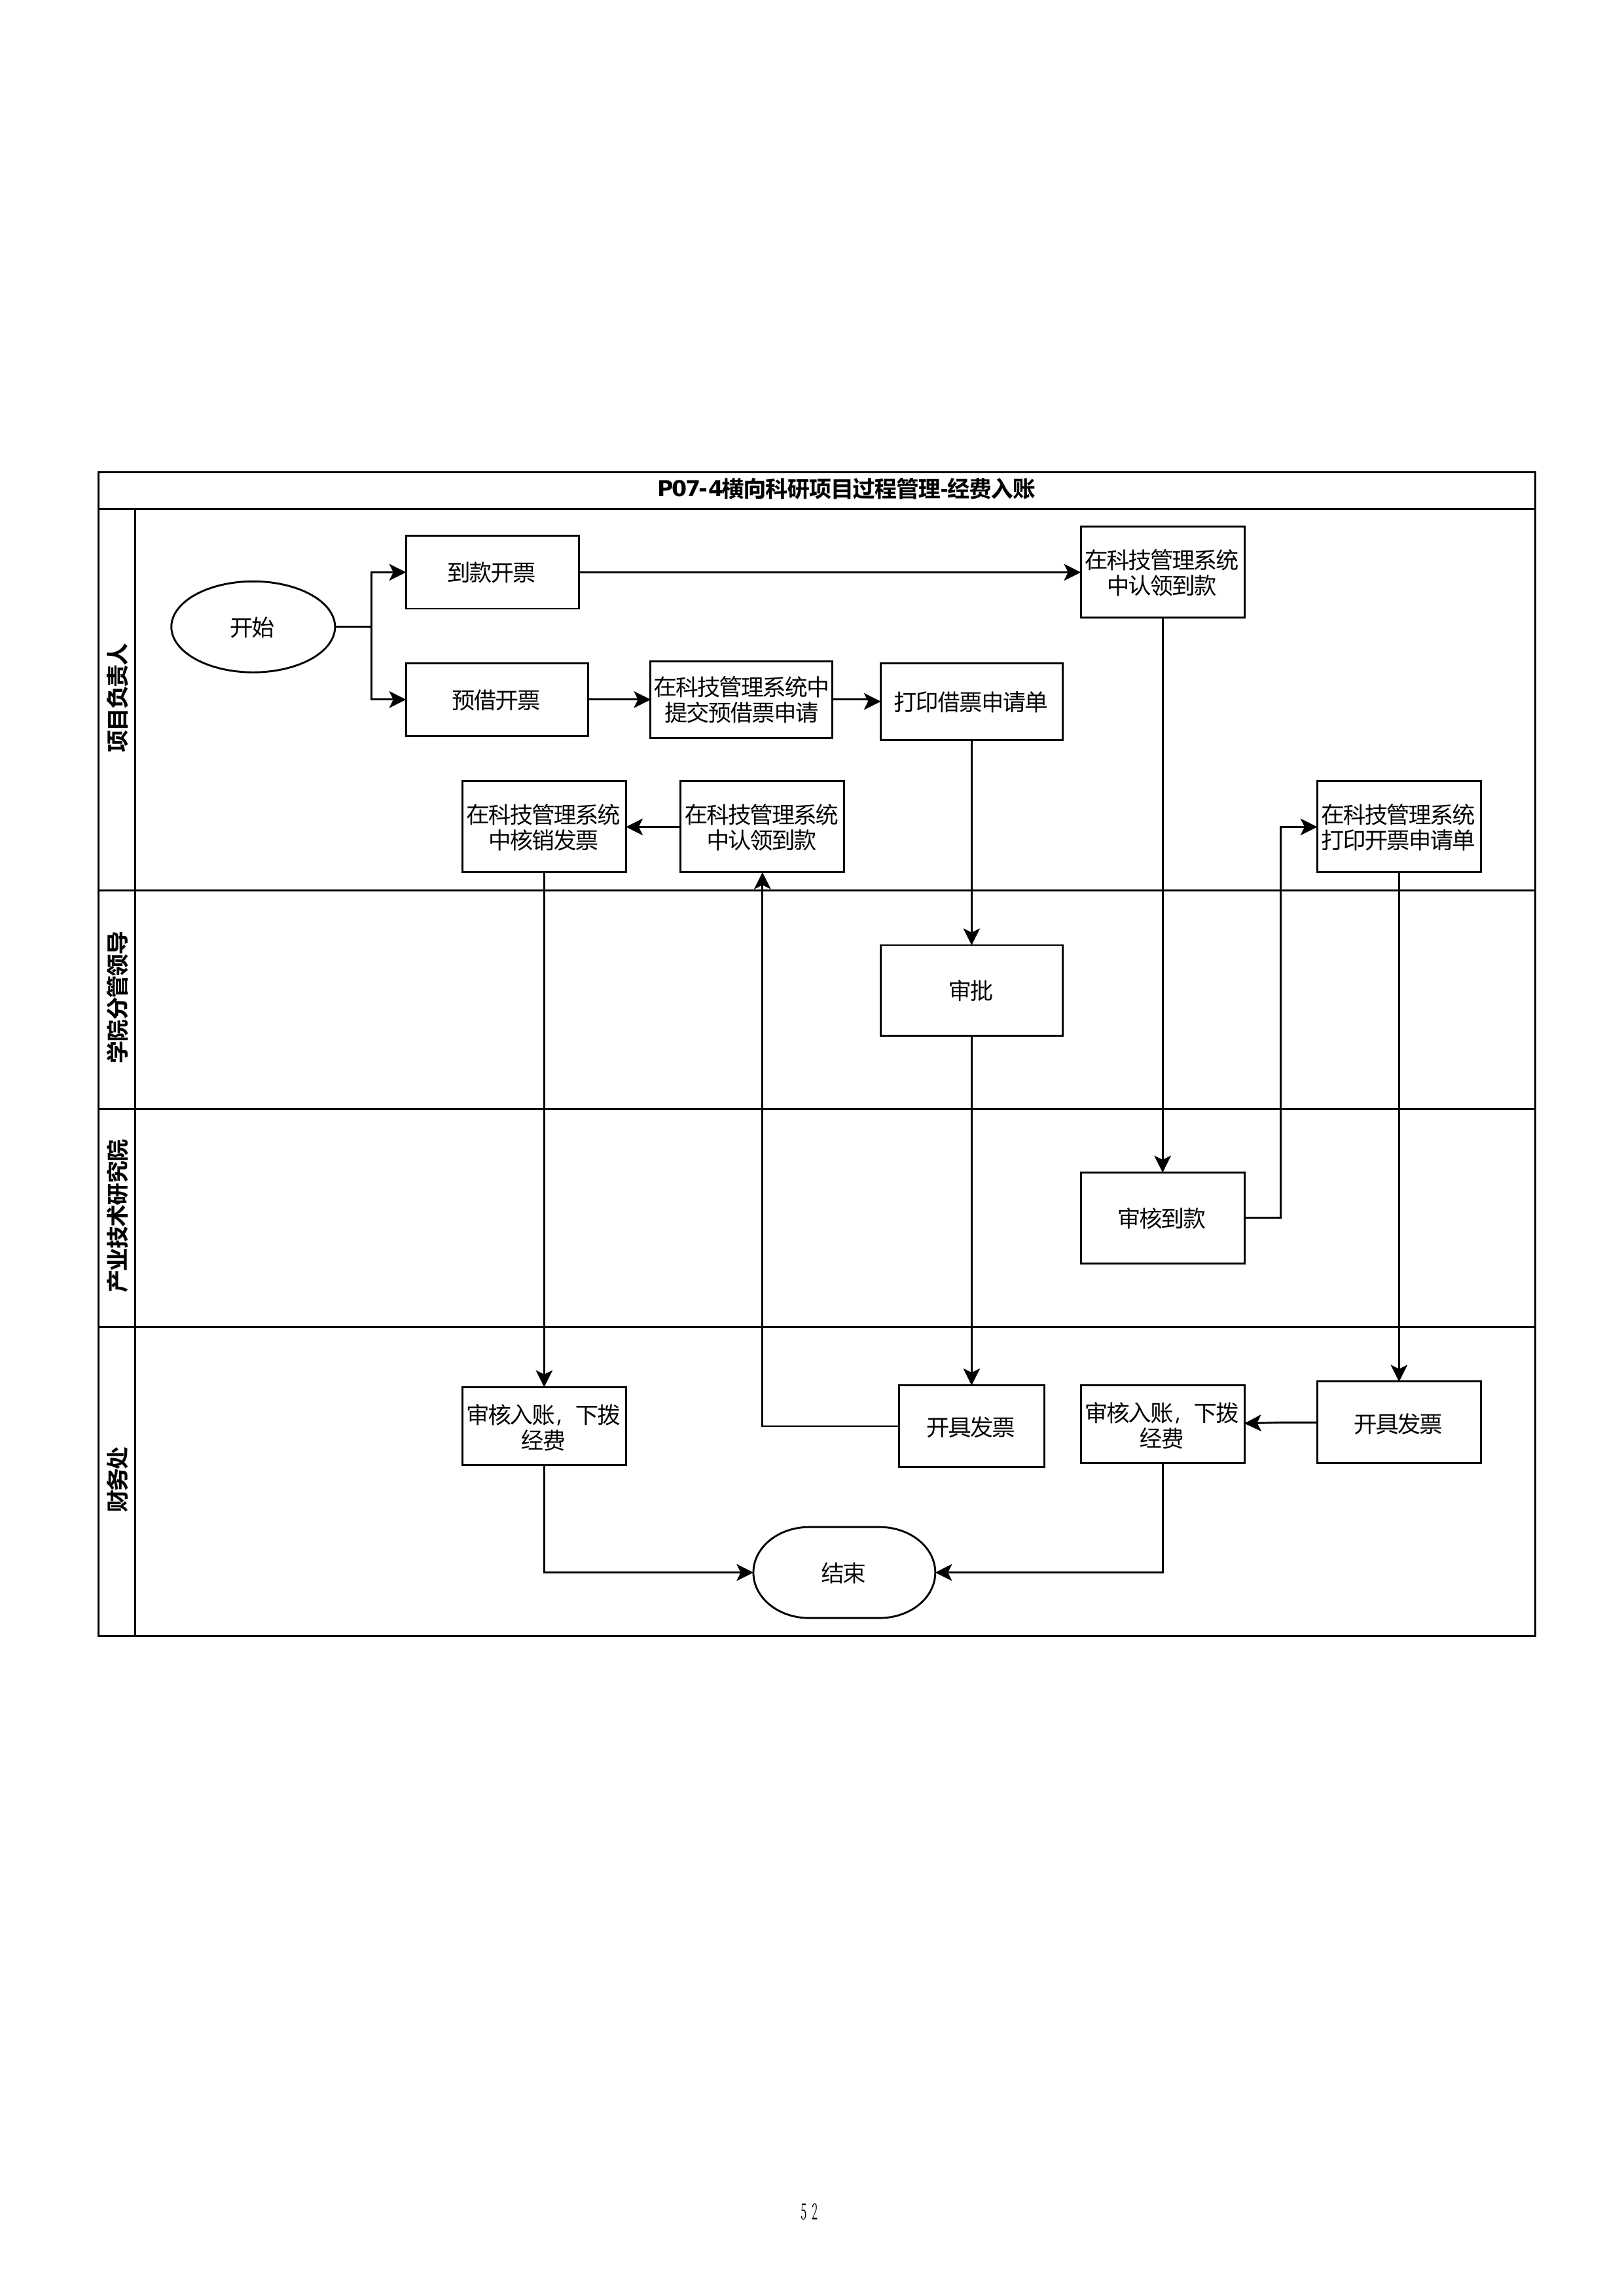 P07-4横向科研项目过程管理-经费入账
项目负责人
开始
到款开票
在科技管理系统
中认领到款
预借开票
在科技管理系统中
提交预借票申请
打印借票申请单
在科技管理系统
中核销发票
在科技管理系统
中认领到款
在科技管理系统
打印开票申请单
学院分管领导
审批
产业技术研究院
审核到款
财务处
审核入账，下拨
经费
开具发票
审核入账，下拨
经费
开具发票
结束
52